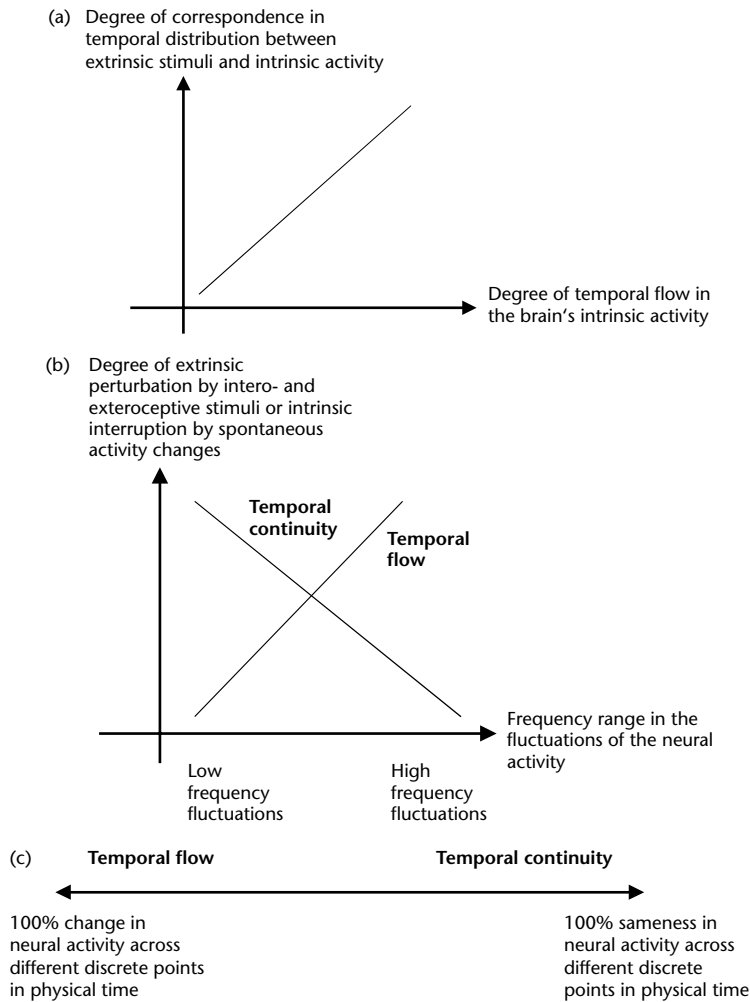 (a) Degree of correspondence in
temporal distribution between
extrinsic stimuli and intrinsic activity
Degree of temporal flow in
the brain‘s intrinsic activity
(b) Degree of extrinsic
perturbation by intero- and
exteroceptive stimuli or intrinsic
interruption by spontaneous
activity changes
Temporal
continuity
Temporal
flow
Frequency range in the
fluctuations of the neural
activity
Low
frequency
fluctuations
High
frequency
fluctuations
(c) Temporal flow
Temporal continuity
100% change in
neural activity across
different discrete points
in physical time
100% sameness in
neural activity across
different discrete
points in physical time